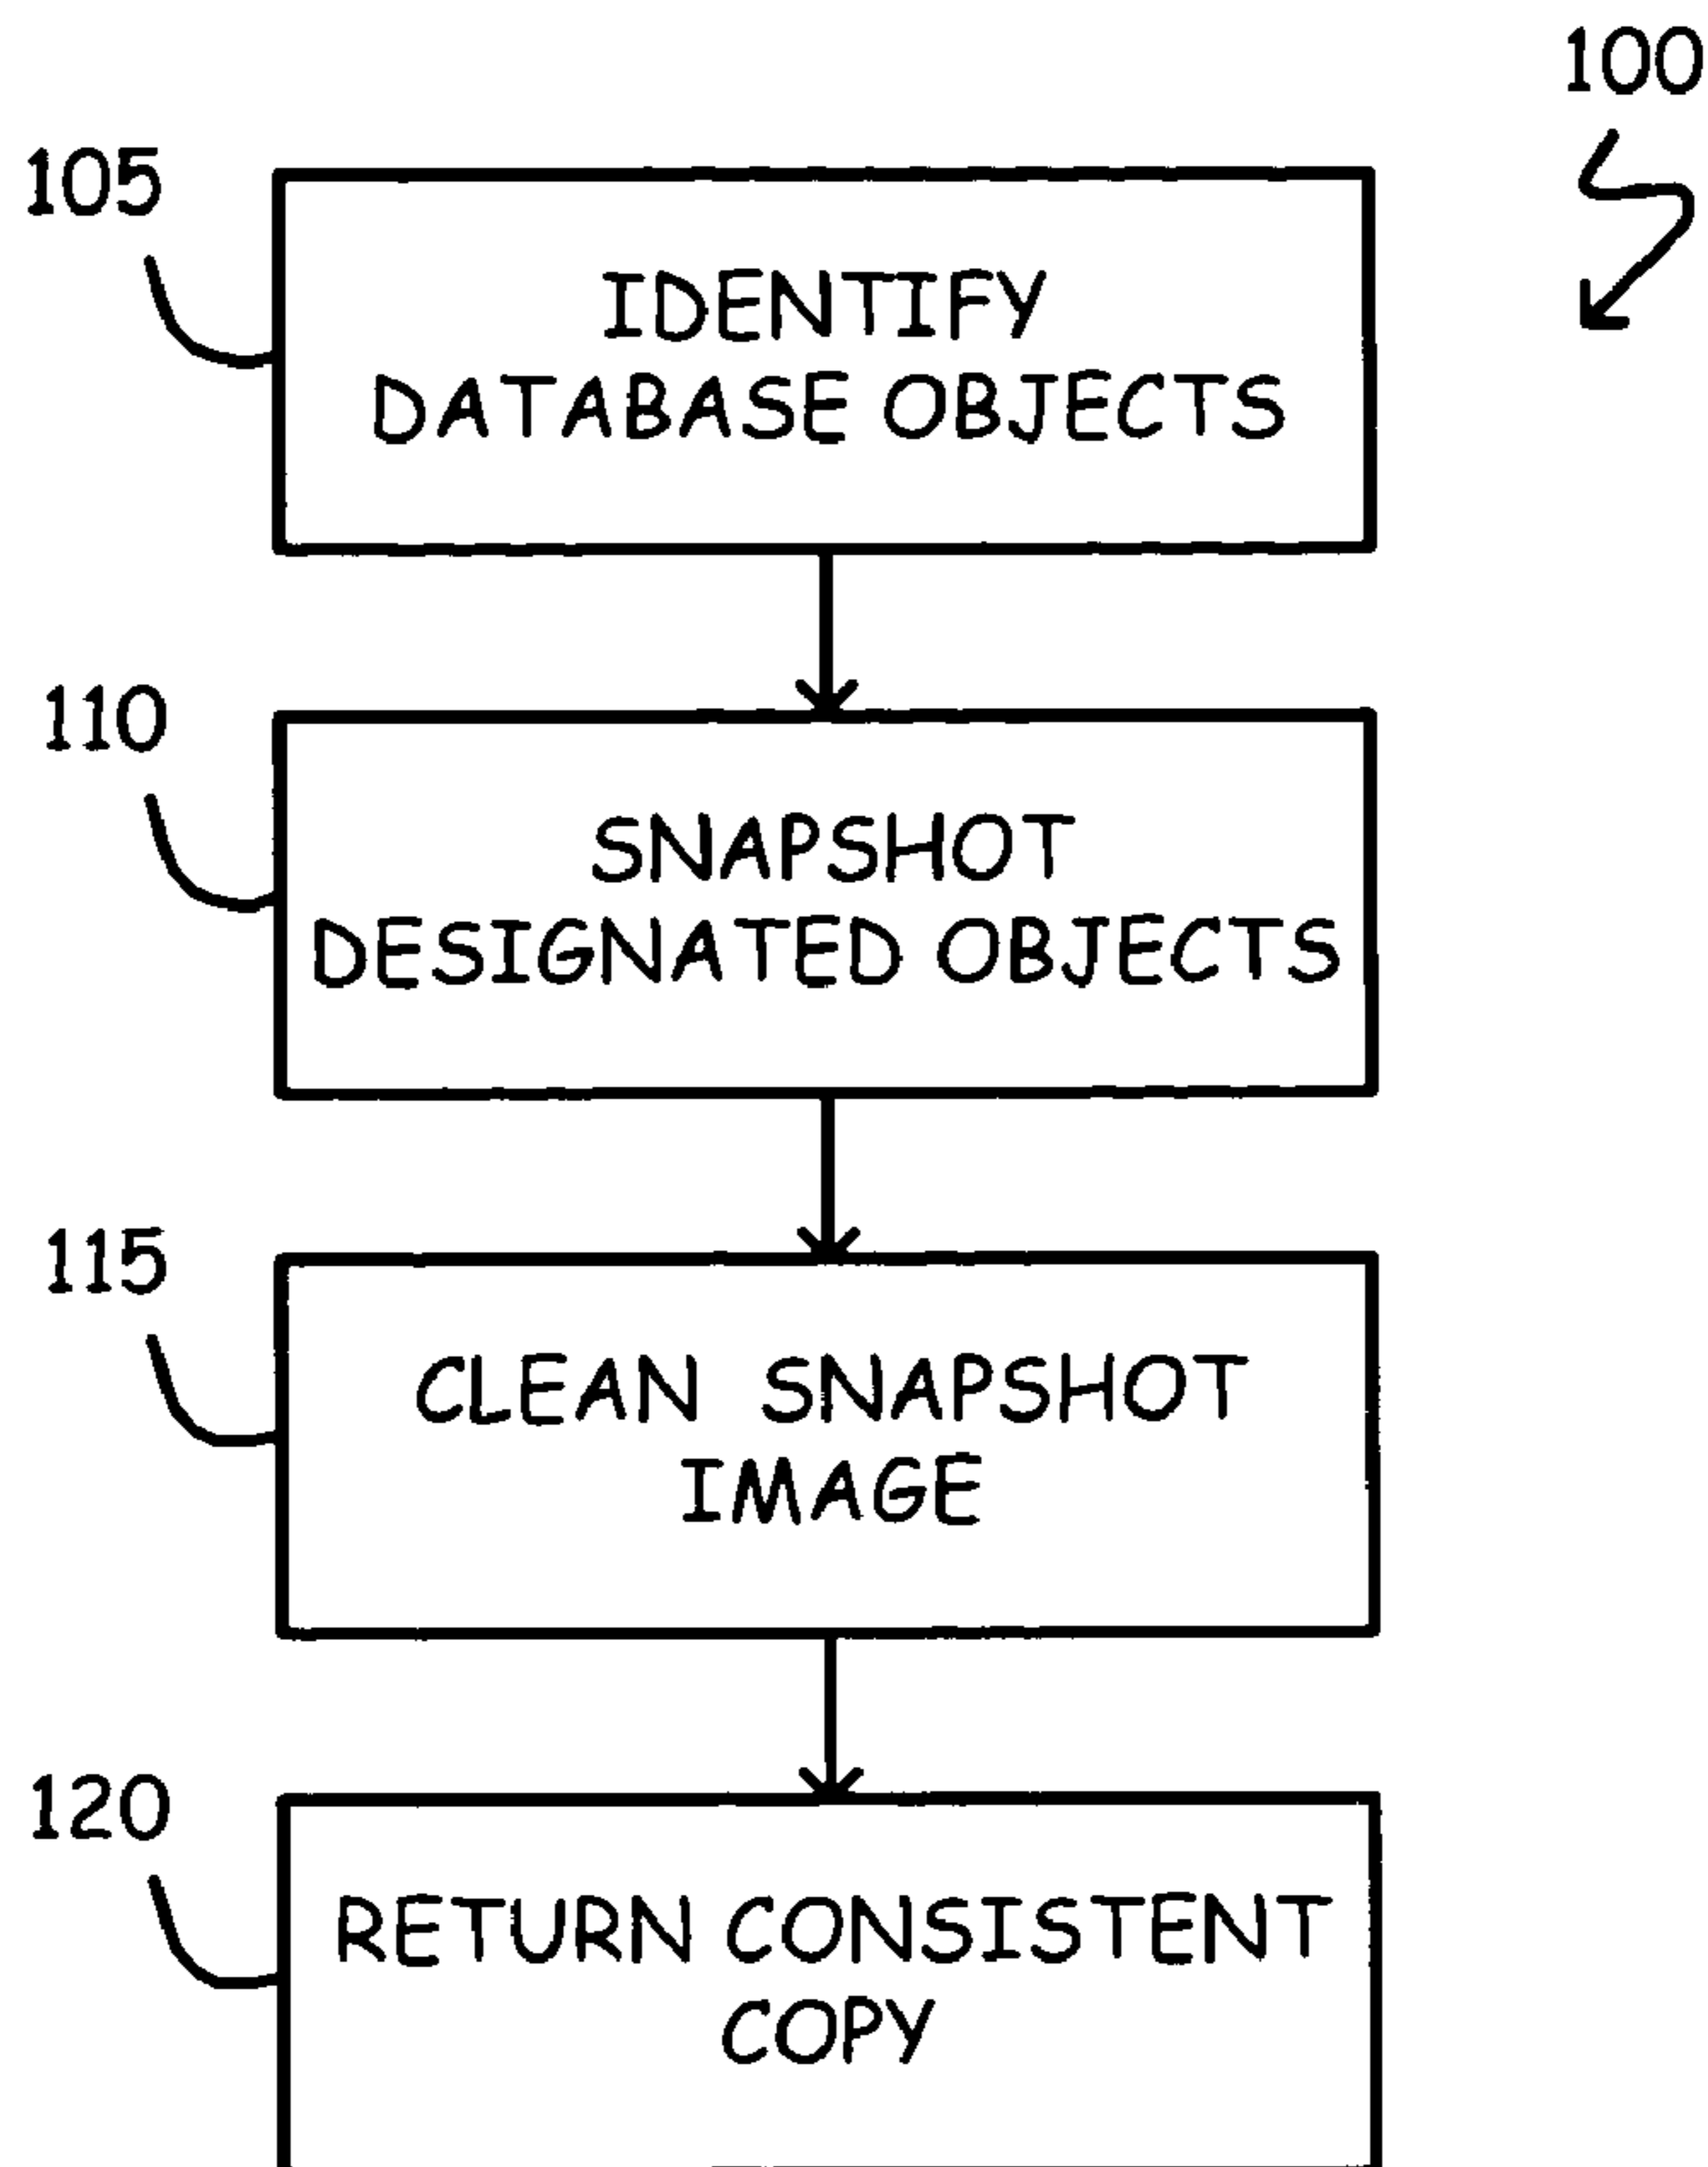 100
105
IDENTIFY
DATABASE OBJECTS
110
SNAPSHOT
DESIGNATED OBJECTS
115
CLEAN SNAPSHOT
IMAGE
120
RETURN CONSISTENT
COPY